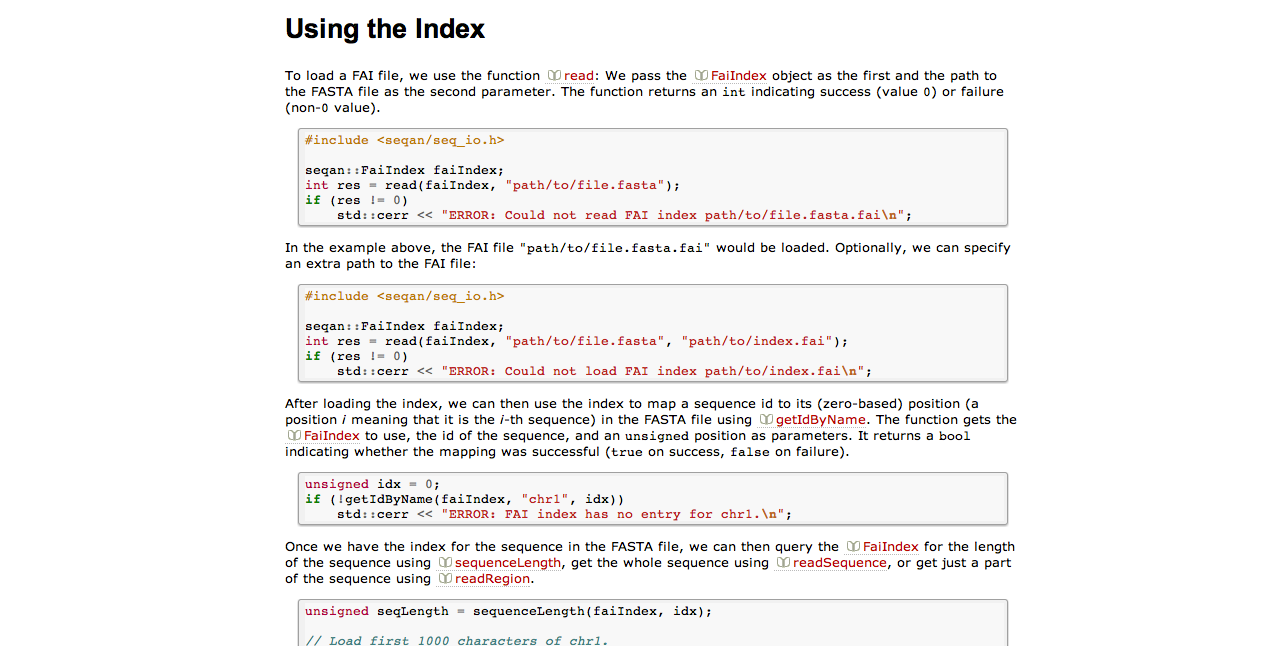 Using the Index
To load a FAI file, we use the function read: We pass the FaiIndex object as the first and the path to
the FASTA file as the second parameter. The function returns an int indicating success (value 0) or failure
(non-0 value).
#include <seqan/seq_io.h>
seqan::FaiIndex faiIndex;
int res = read(faiIndex, "path/to/file.fasta");
if (res != 0)
    std::cerr << "ERROR: Could not read FAI index path/to/file.fasta.fai\n";
In the example above, the FAI file "path/to/file.fasta.fai" would be loaded. Optionally, we can specify
an extra path to the FAI file:
#include <seqan/seq_io.h>
seqan::FaiIndex faiIndex;
int res = read(faiIndex, "path/to/file.fasta", "path/to/index.fai");
if (res != 0)
    std::cerr << "ERROR: Could not load FAI index path/to/index.fai\n";
After loading the index, we can then use the index to map a sequence id to its (zero-based) position (a
position i meaning that it is the i-th sequence) in the FASTA file using getIdByName. The function gets the
FaiIndex to use, the id of the sequence, and an unsigned position as parameters. It returns a bool
indicating whether the mapping was successful (true on success, false on failure).
unsigned idx = 0;
if (!getIdByName(faiIndex, "chr1", idx))
    std::cerr << "ERROR: FAI index has no entry for chr1.\n";
Once we have the index for the sequence in the FASTA file, we can then query the FaiIndex for the length
of the sequence using sequenceLength, get the whole sequence using readSequence, or get just a part
of the sequence using readRegion.
unsigned seqLength = sequenceLength(faiIndex, idx);
// Load first 1000 characters of chr1.